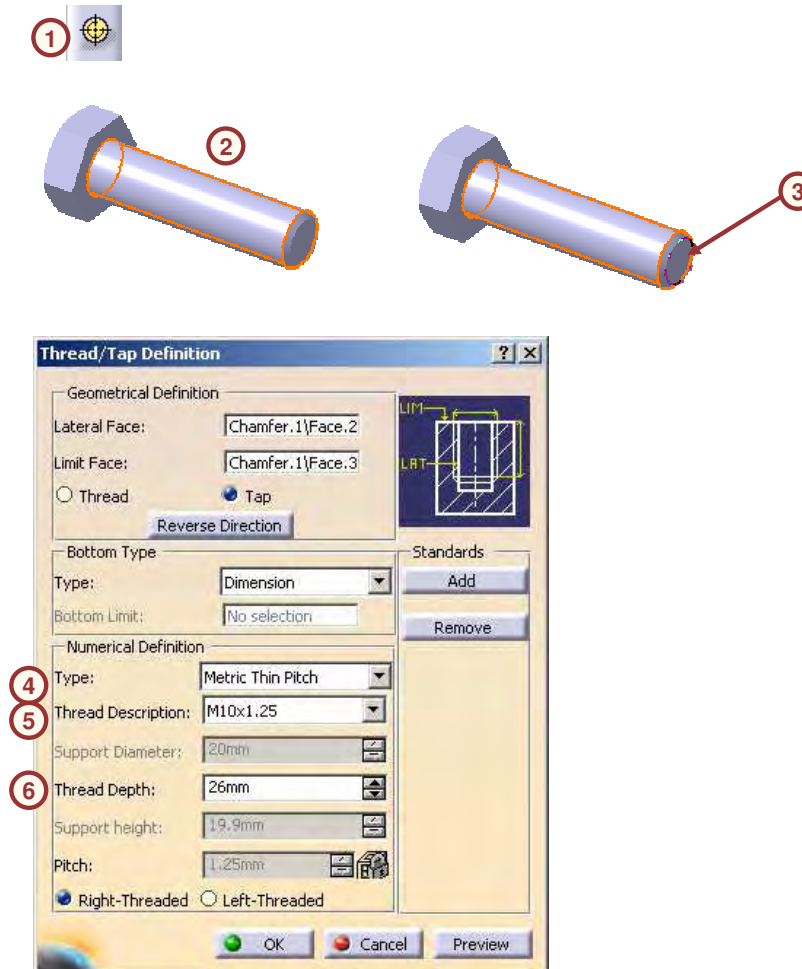 1
2
3
Thread/Tap Definition ? X
Geometrical Definition
Lateral Face: Chamfer.1\Face.2
Limit Face: Chamfer.1\Face.3
Thread Tap
Reverse Direction
LIM
LAT
Bottom Type
Type: Dimension
Bottom Limit: No selection
Standards
Add
Remove
Numerical Definition
4 Type: Metric Thin Pitch
5 Thread Description: M10x1.25
Support Diameter: 20mm
6 Thread Depth: 26mm
Support height: 19.9mm
Pitch: 1.25mm
Right-Threaded Left-Threaded
OK Cancel Preview